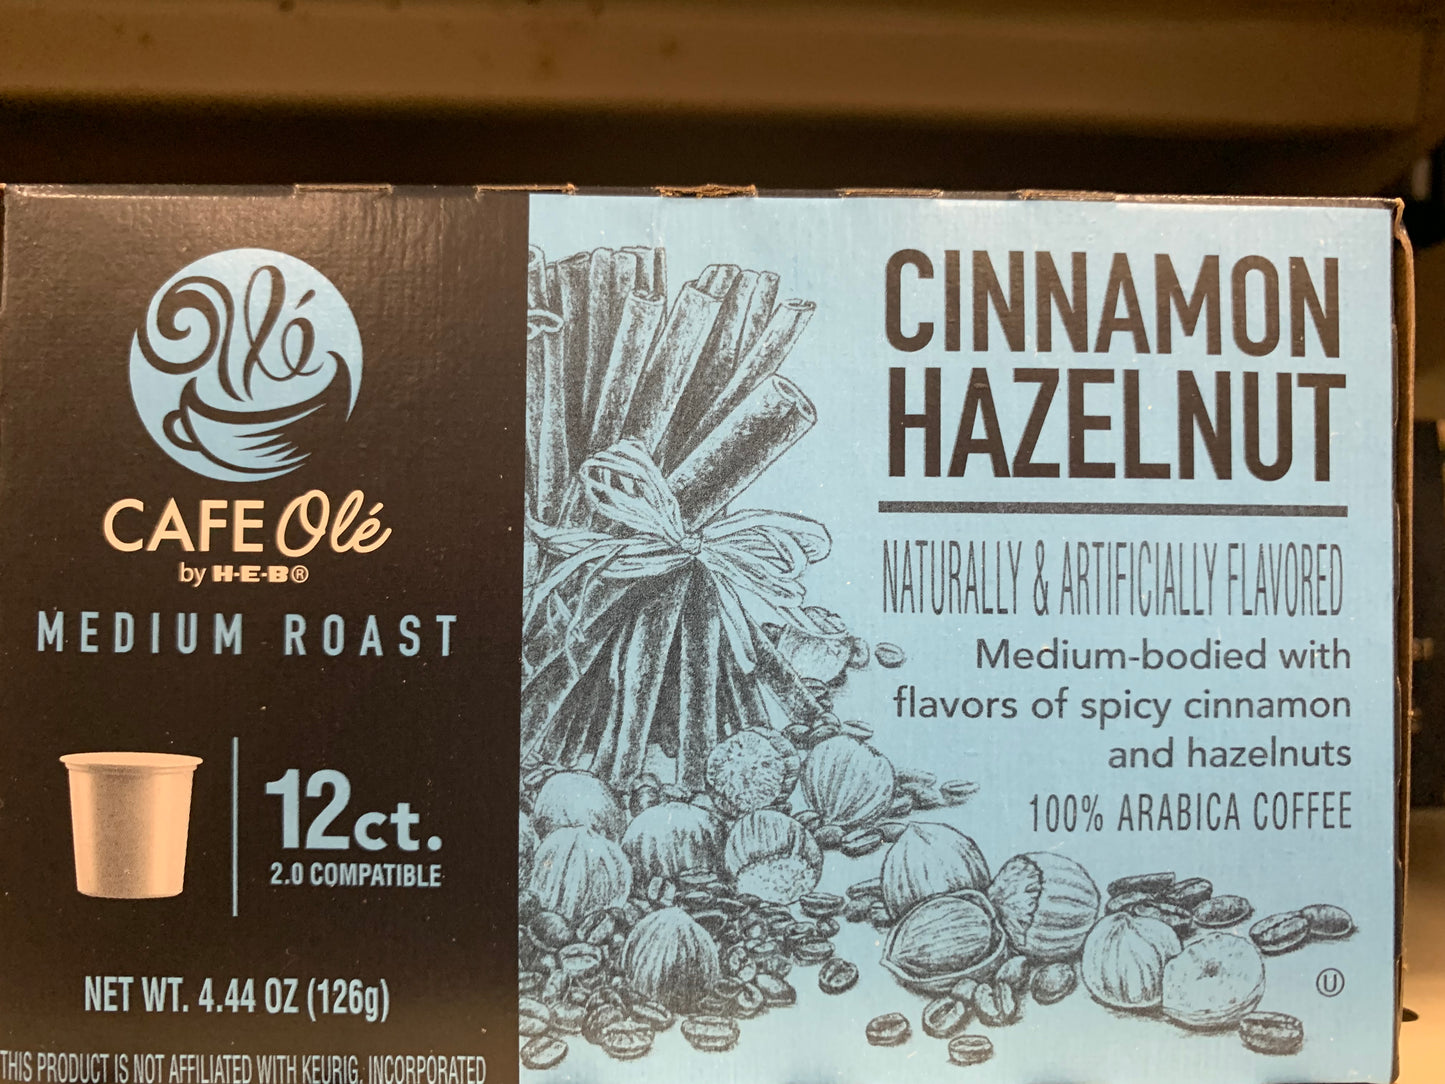 Olé
CAFE Olé
by H-E-B®
MEDIUM ROAST
12ct.
2.0 COMPATIBLE
NET WT. 4.44 OZ (126g)
THIS PRODUCT IS NOT AFFILIATED WITH KEURIG, INCORPORATED
CINNAMON
HAZELNUT
NATURALLY & ARTIFICIALLY FLAVORED
Medium-bodied with
flavors of spicy cinnamon
and hazelnuts
100% ARABICA COFFEE
U